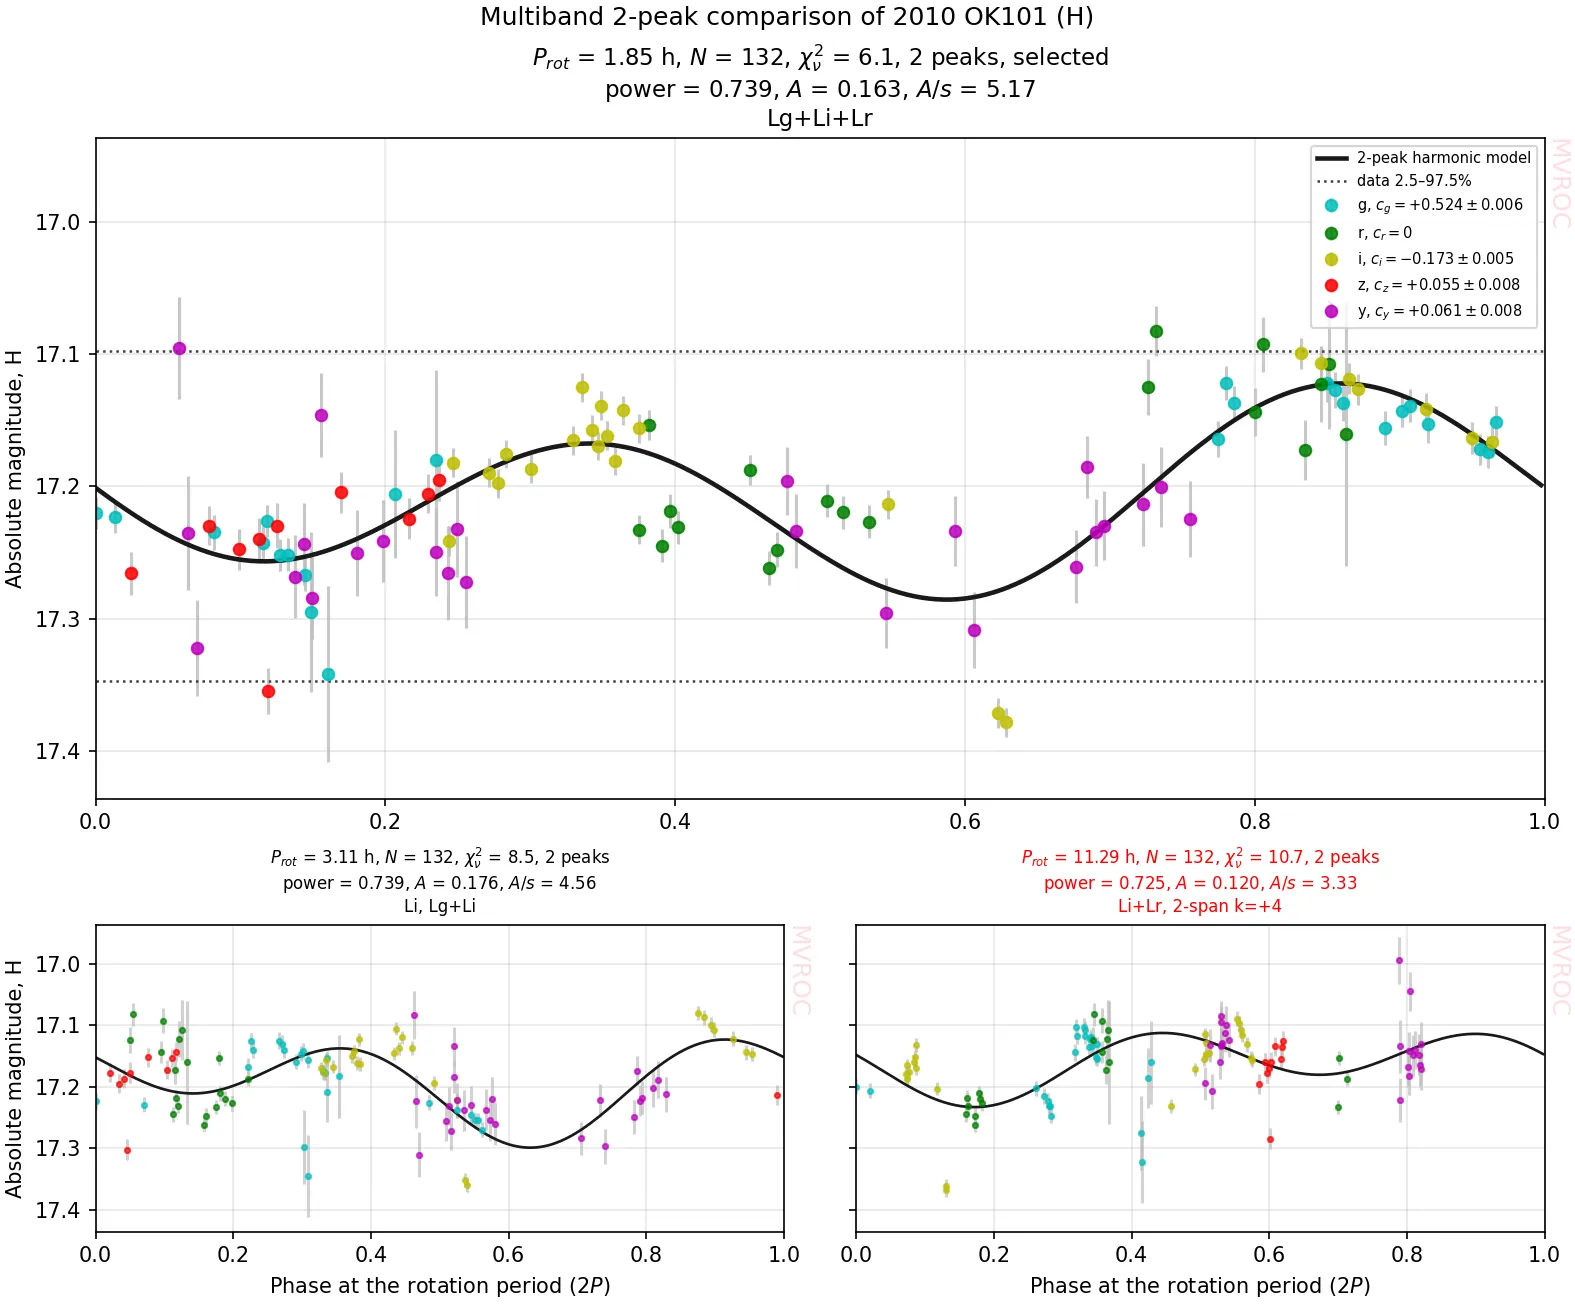 Multiband 2-peak comparison of 2010 OK101 (H)
P_rot = 1.85 h, N = 132, χ²_ν = 6.1, 2 peaks, selected
power = 0.739, A = 0.163, A/s = 5.17
Lg+Li+Lr
2-peak harmonic model
data 2.5–97.5%
g, c_g = +0.524 ± 0.006
r, c_r = 0
i, c_i = −0.173 ± 0.005
z, c_z = +0.055 ± 0.008
y, c_y = +0.061 ± 0.008
MVROC
Absolute magnitude, H
17.0
17.1
17.2
17.3
17.4
0.0 0.2 0.4 0.6 0.8 1.0
P_rot = 3.11 h, N = 132, χ²_ν = 8.5, 2 peaks
power = 0.739, A = 0.176, A/s = 4.56
Li, Lg+Li
MVROC
Absolute magnitude, H
17.0
17.1
17.2
17.3
17.4
0.0 0.2 0.4 0.6 0.8 1.0
Phase at the rotation period (2P)
P_rot = 11.29 h, N = 132, χ²_ν = 10.7, 2 peaks
power = 0.725, A = 0.120, A/s = 3.33
Li+Lr, 2-span k=+4
MVROC
0.0 0.2 0.4 0.6 0.8 1.0
Phase at the rotation period (2P)